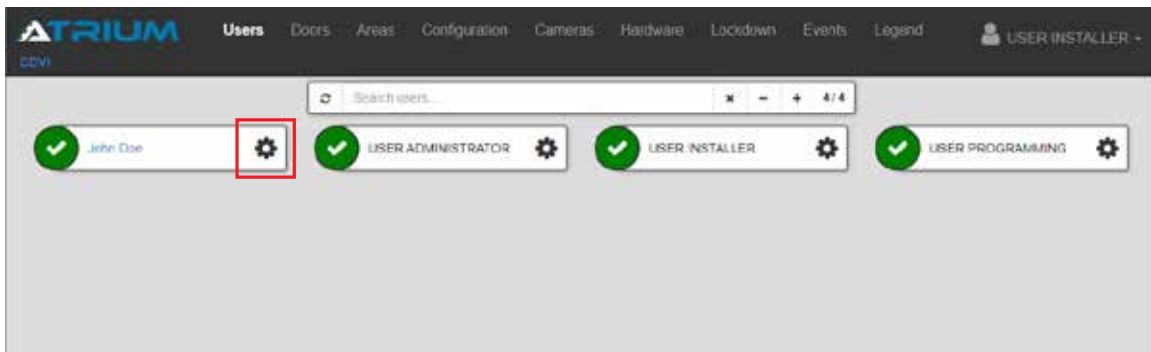 ATRIUM Users Doors Areas Configuration Cameras Hardware Lockdown Events Legend USER INSTALLER
CDVI
Search users... 4/4
John Doe USER ADMINISTRATOR USER INSTALLER USER PROGRAMMING